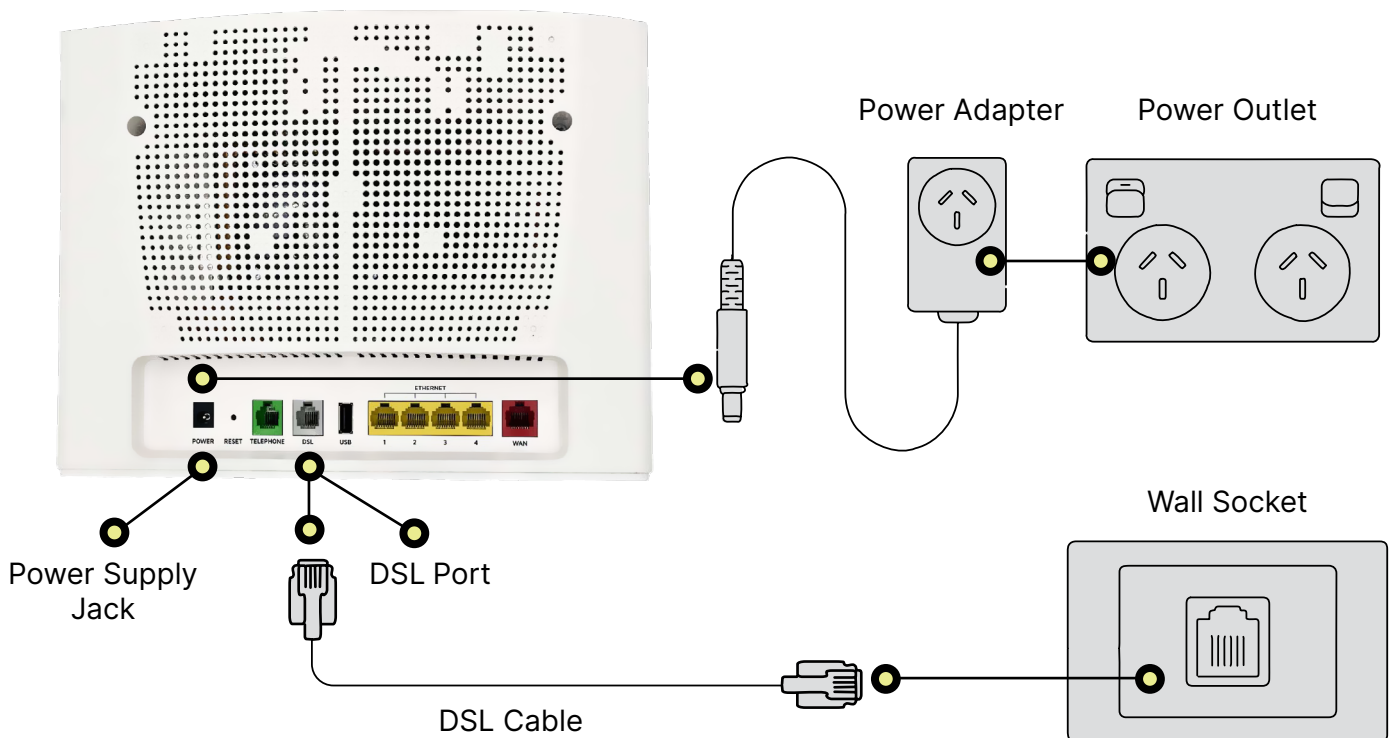 Power Adapter
Power Outlet
ETHERNET
POWER
RESET
TELEPHONE
DSL
USB
1
2
3
4
WAN
Wall Socket
Power Supply
Jack
DSL Port
DSL Cable